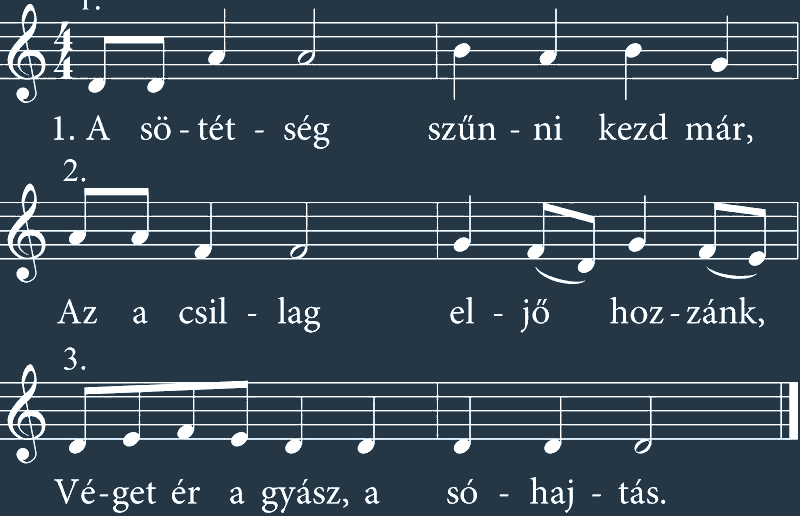 1.
4
4
1. A sö - tét - ség szűn - ni kezd már,
2.
Az a csil - lag el - jő hoz - zánk,
3.
Vé-get ér a gyász, a só - haj - tás.